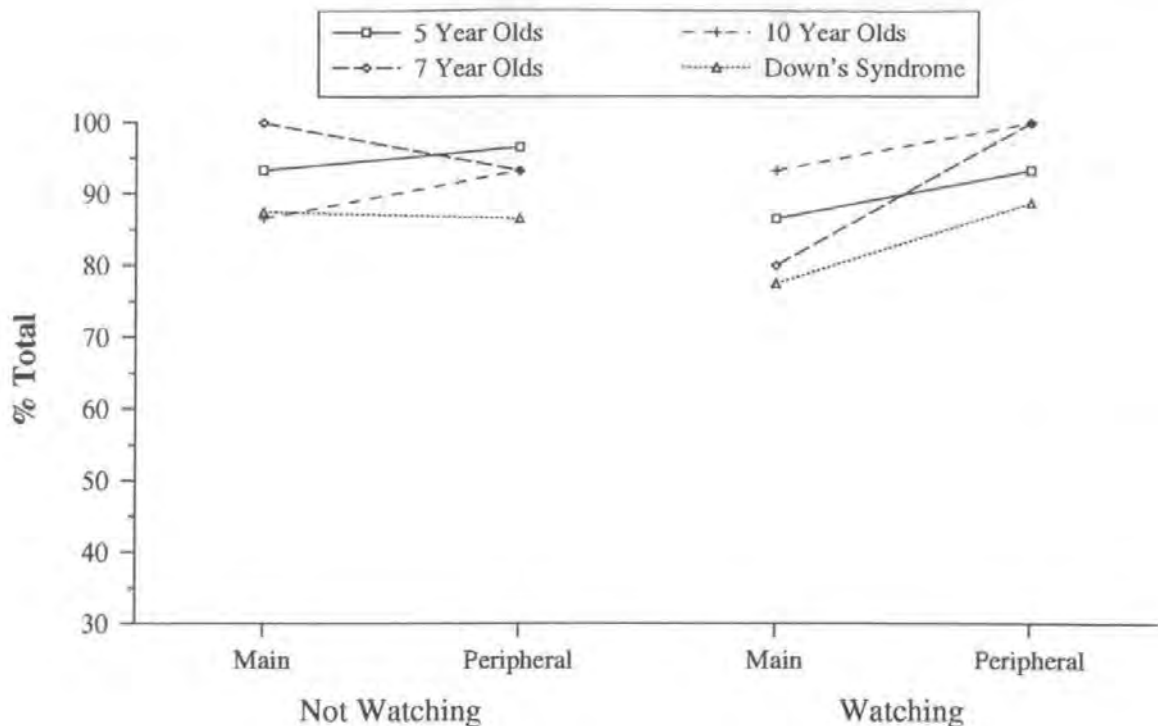 5 Year Olds 10 Year Olds
7 Year Olds Down's Syndrome
% Total
100
90
80
70
60
50
40
30
Main Peripheral Main Peripheral
Not Watching Watching